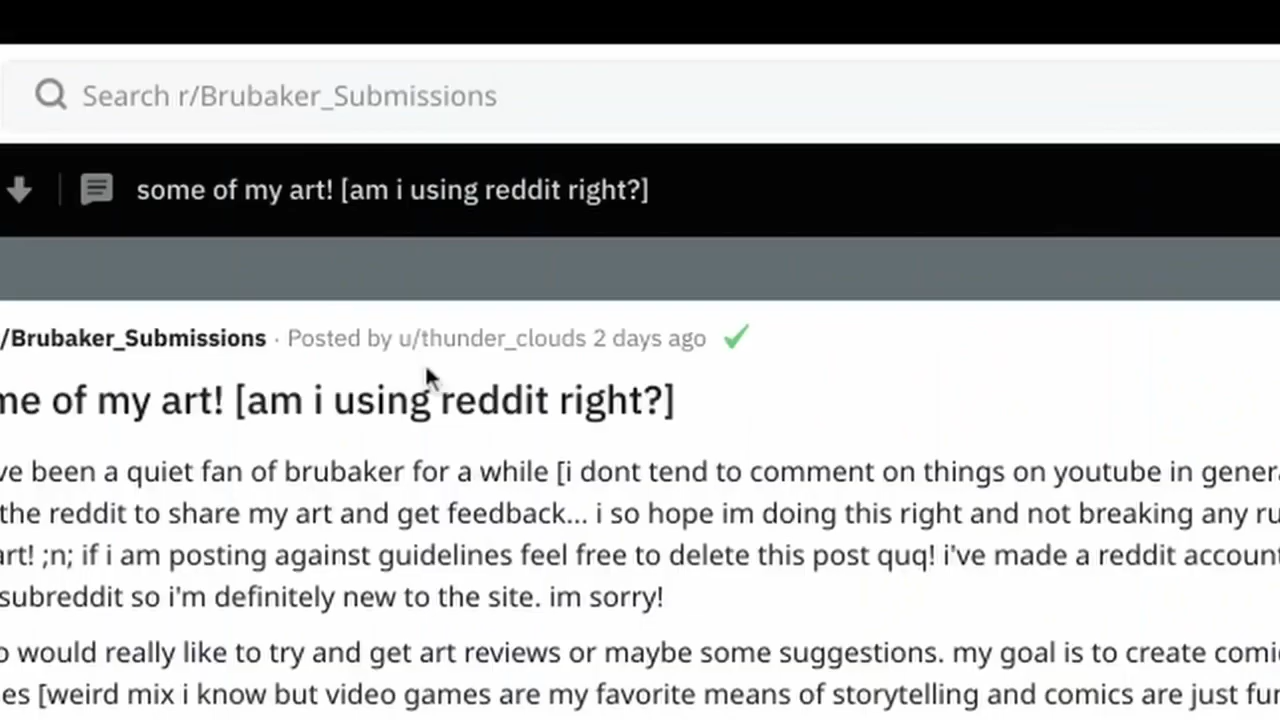 Search r/Brubaker_Submissions
some of my art! [am i using reddit right?]
/Brubaker_Submissions · Posted by u/thunder_clouds 2 days ago
me of my art! [am i using reddit right?]
ve been a quiet fan of brubaker for a while [i dont tend to comment on things on youtube in genera
the reddit to share my art and get feedback... i so hope im doing this right and not breaking any ru
art! ;n; if i am posting against guidelines feel free to delete this post quq! i've made a reddit account
subreddit so i'm definitely new to the site. im sorry!
o would really like to try and get art reviews or maybe some suggestions. my goal is to create comi
es [weird mix i know but video games are my favorite means of storytelling and comics are just fun